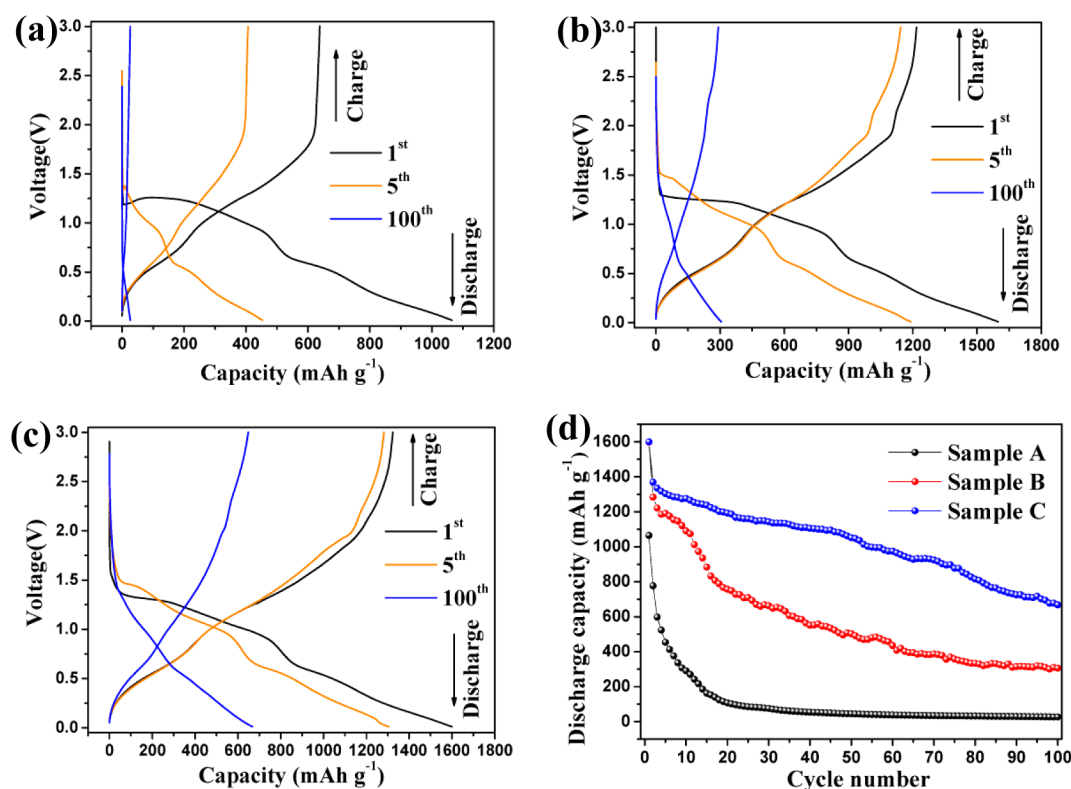 (a)
3.0
2.5
2.0
1.5
1.0
0.5
0.0
Voltage(V)
Charge
1st
5th
100th
Discharge
0 200 400 600 800 1000 1200
Capacity (mAh g-1)
(b)
3.0
2.5
2.0
1.5
1.0
0.5
0.0
Voltage(V)
Charge
1st
5th
100th
Discharge
0 300 600 900 1200 1500 1800
Capacity (mAh g-1)
(c)
3.0
2.5
2.0
1.5
1.0
0.5
0.0
Voltage(V)
Charge
1st
5th
100th
Discharge
0 200 400 600 800 1000 1200 1400 1600 1800
Capacity (mAh g-1)
(d)
1600
1400
1200
1000
800
600
400
200
0
Discharge capacity (mAh g-1)
Sample A
Sample B
Sample C
0 10 20 30 40 50 60 70 80 90 100
Cycle number